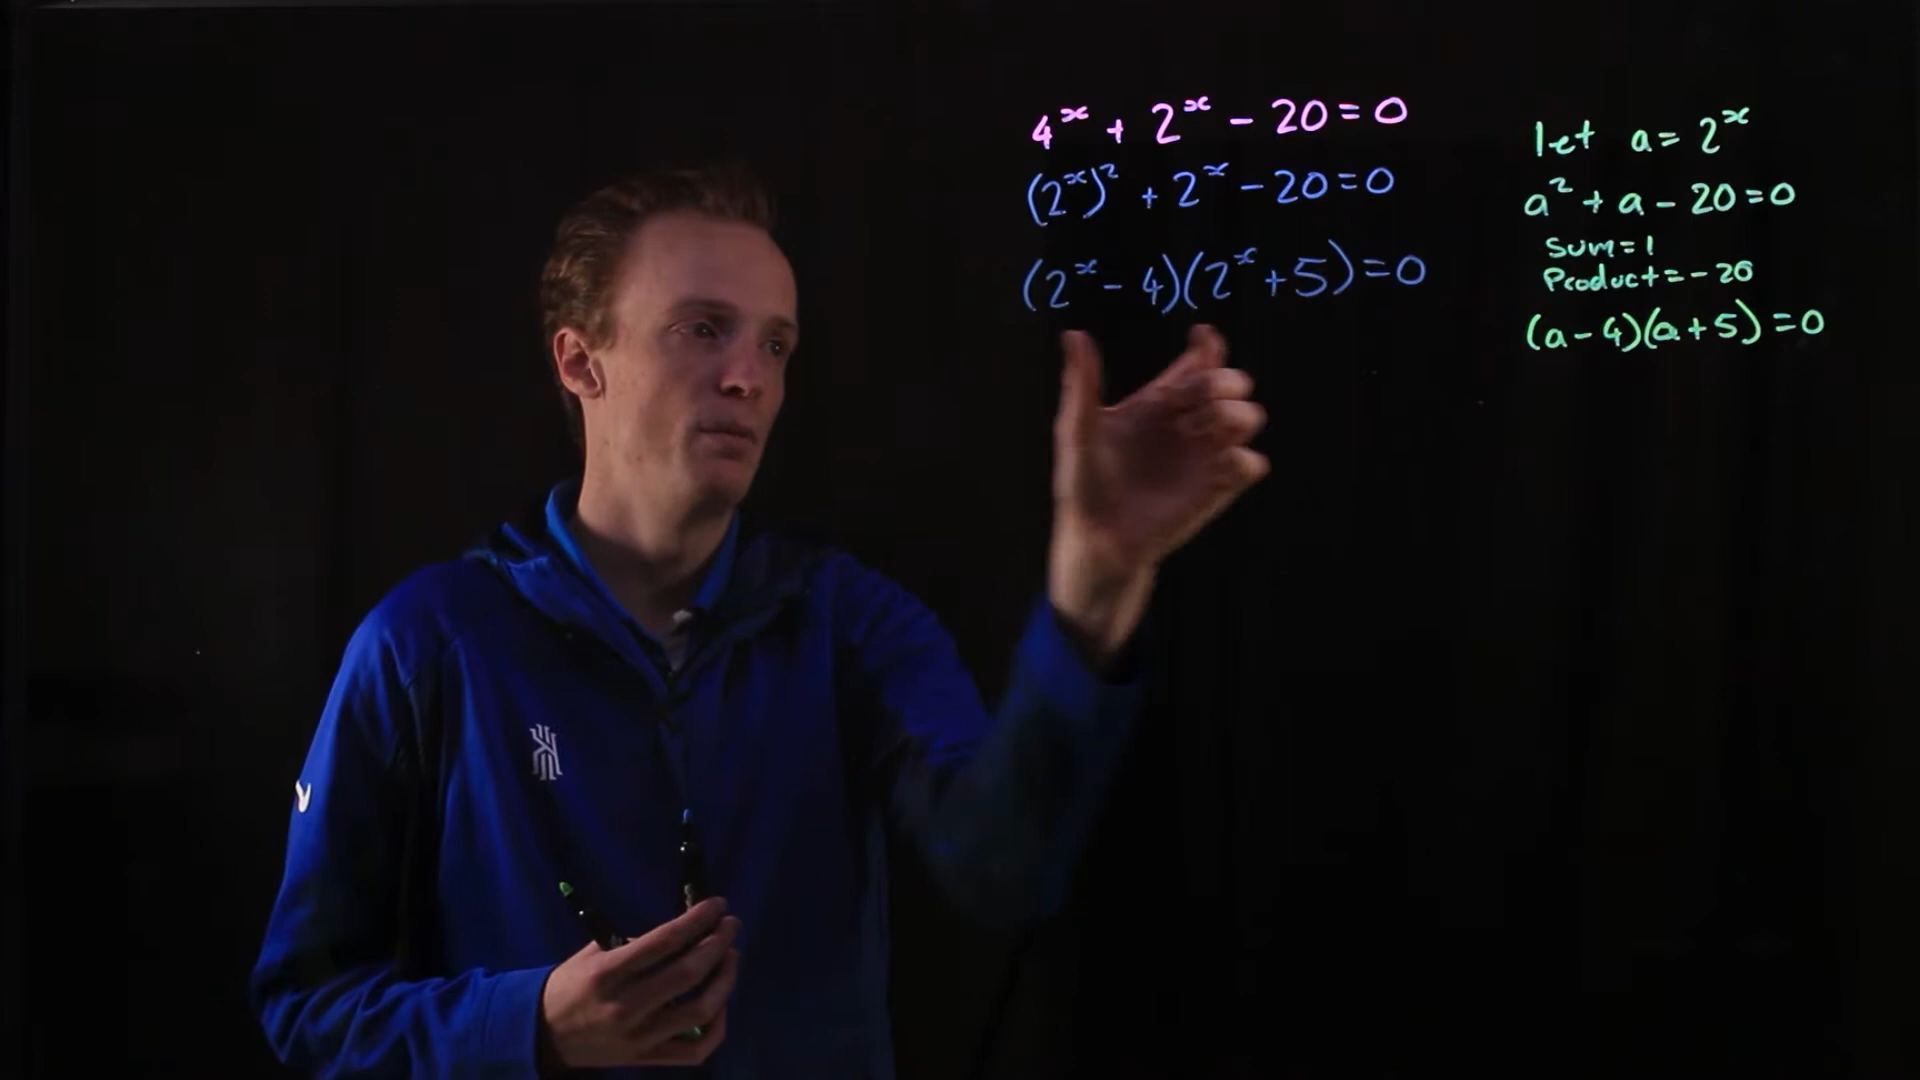 4^x + 2^x - 20 = 0
(2^x)^2 + 2^x - 20 = 0
(2^x - 4)(2^x + 5) = 0
let a = 2^x
a^2 + a - 20 = 0
Sum = 1
Product = -20
(a - 4)(a + 5) = 0